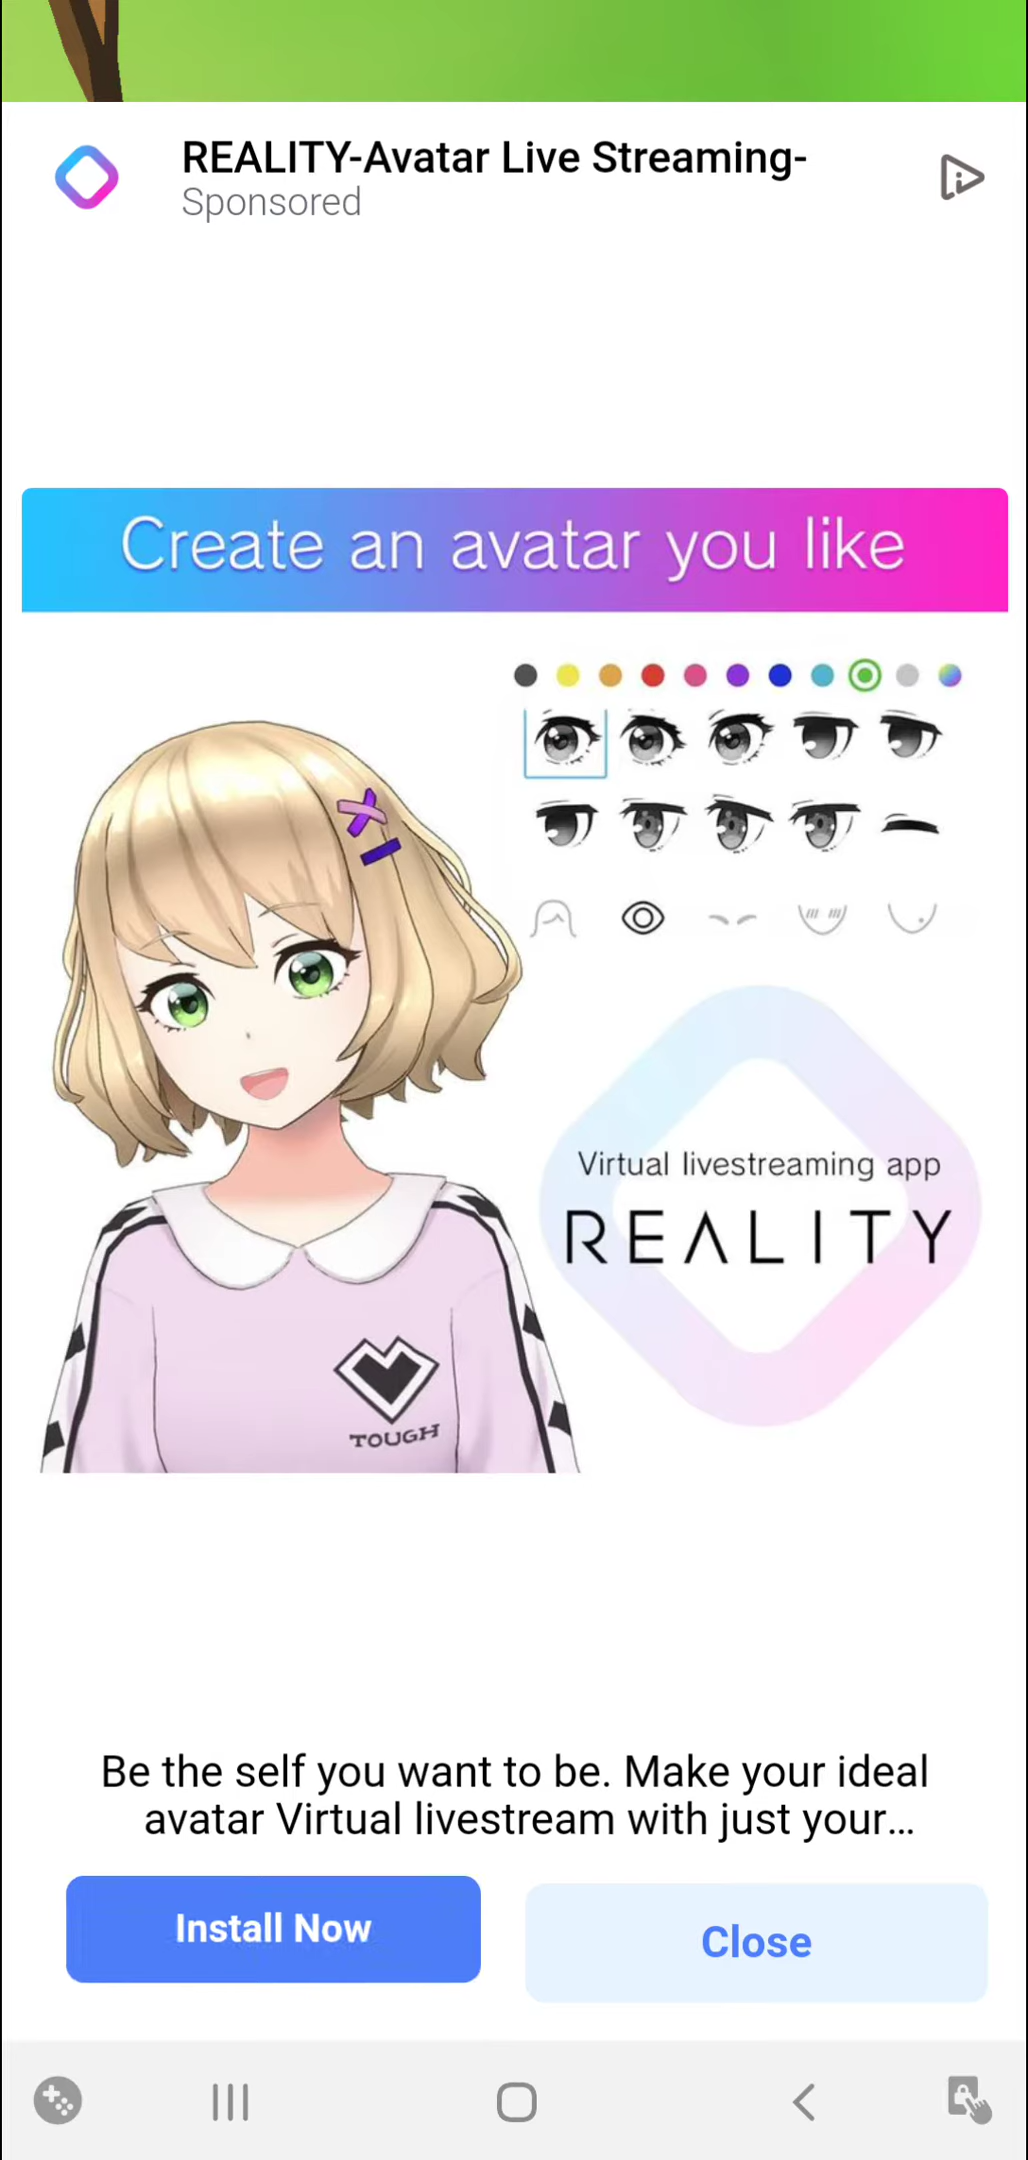 REALITY-Avatar Live Streaming-
Sponsored
Create an avatar you like
Virtual livestreaming app
REALITY
TOUGH
Be the self you want to be. Make your ideal
avatar Virtual livestream with just your...
Install Now
Close